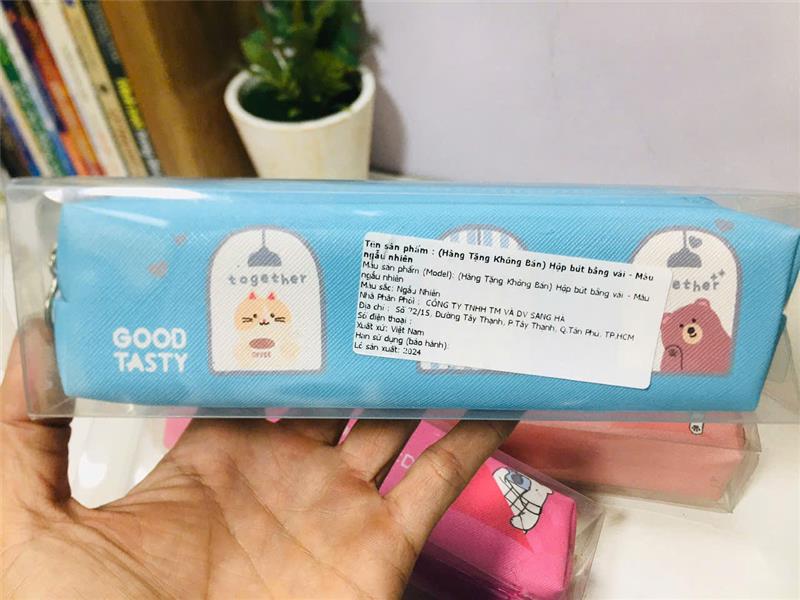 together
GOOD
TASTY
Tên sản phẩm : (Hàng Tặng Không Bán) Hộp bút bằng vải - Màu
ngẫu nhiên
Mẫu sản phẩm (Model): (Hàng Tặng Không Bán) Hộp bút bằng vải - Màu
ngẫu nhiên
Màu sắc: Ngẫu Nhiên
Nhà Phân Phối : CÔNG TY TNHH TM VÀ DV SANG HÀ
Địa chỉ : Số 72/15, Đường Tây Thạnh, P.Tây Thạnh, Q.Tân Phú, TP.HCM
Số điện thoại :
Xuất xứ: Việt Nam
Hạn sử dụng (bảo hành):
Lô sản xuất: 2024
ether